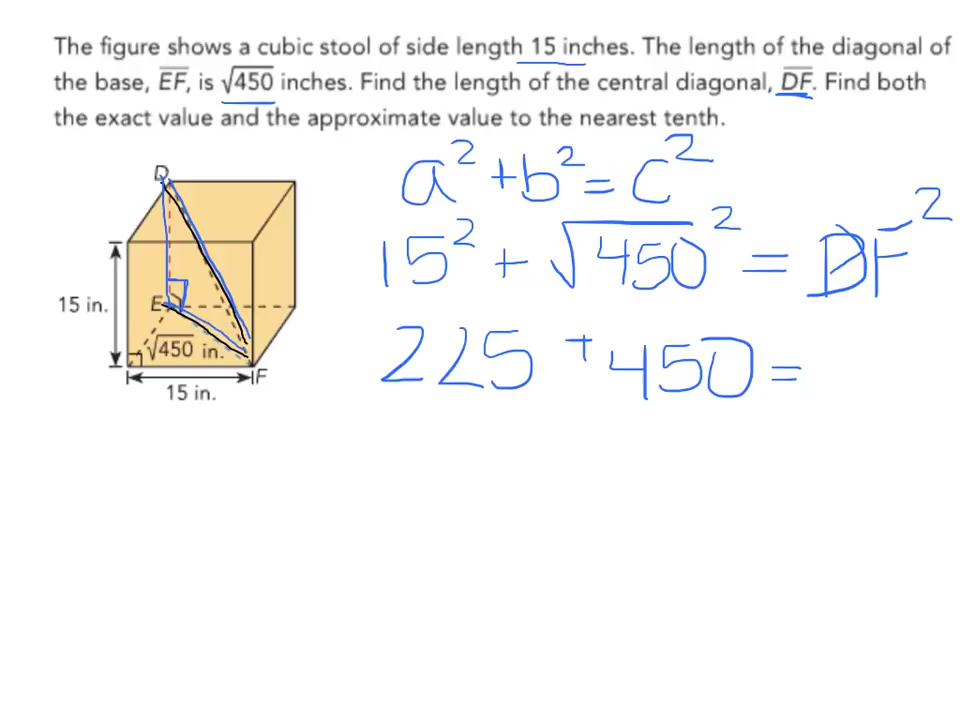 The figure shows a cubic stool of side length 15 inches. The length of the diagonal of
the base, EF, is √450 inches. Find the length of the central diagonal, DF. Find both
the exact value and the approximate value to the nearest tenth.
a² + b² = c²
15² + √450² = DF²
225 + 450 =
D
15 in.
E
√450 in.
F
15 in.